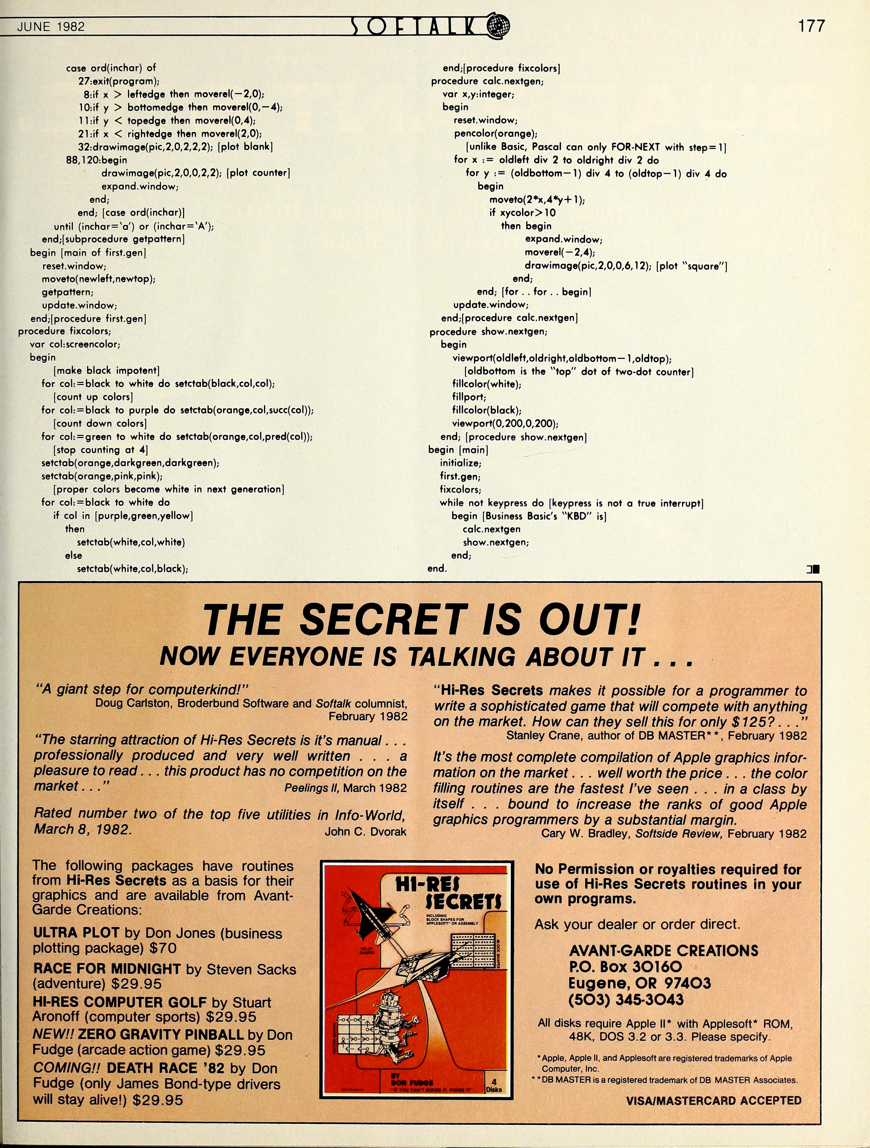 JUNE 1982
SOFTALK
177
case ord(inchar) of
27:exit(program);
8:if x > leftedge then moverel(−2,0);
10:if y > bottomedge then moverel(0,−4);
11:if y < topedge then moverel(0,4);
21:if x < rightedge then moverel(2,0);
32:drawimage(pic,2,0,2,2,2); [plot blank]
88,120:begin
drawimage(pic,2,0,0,2,2); [plot counter]
expand.window;
end;
end; [case ord(inchar)]
until (inchar='a') or (inchar='A');
end;[subprocedure getpattern]
begin [main of first.gen]
reset.window;
moveto(newleft,newtop);
getpattern;
update.window;
end;[procedure first.gen]
procedure fixcolors;
var col:screencolor;
begin
[make black impotent]
for col:=black to white do setctab(black,col,col);
[count up colors]
for col:=black to purple do setctab(orange,col,succ(col));
[count down colors]
for col:=green to white do setctab(orange,col,pred(col));
[stop counting at 4]
setctab(orange,darkgreen,darkgreen);
setctab(orange,pink,pink);
[proper colors become white in next generation]
for col:=black to white do
if col in [purple,green,yellow]
then
setctab(white,col,white)
else
setctab(white,col,black);
end;[procedure fixcolors]
procedure calc.nextgen;
var x,y:integer;
begin
reset.window;
pencolor(orange);
[unlike Basic, Pascal can only FOR-NEXT with step=1]
for x := oldleft div 2 to oldright div 2 do
for y := (oldbottom−1) div 4 to (oldtop−1) div 4 do
begin
moveto(2*x,4*y+1);
if xycolor>10
then begin
expand.window;
moverel(−2,4);
drawimage(pic,2,0,0,6,12); [plot "square"]
end;
end; [for . . for . . begin]
update.window;
end;[procedure calc.nextgen]
procedure show.nextgen;
begin
viewport(oldleft,oldright,oldbottom−1,oldtop);
[oldbottom is the "top" dot of two-dot counter]
fillcolor(white);
fillport;
fillcolor(black);
viewport(0,200,0,200);
end; [procedure show.nextgen]
begin [main]
initialize;
first.gen;
fixcolors;
while not keypress do [keypress is not a true interrupt]
begin [Business Basic's "KBD" is]
calc.nextgen
show.nextgen;
end;
end.
THE SECRET IS OUT!
NOW EVERYONE IS TALKING ABOUT IT . . .
"A giant step for computerkind!"
Doug Carlston, Broderbund Software and Softalk columnist,
February 1982
"The starring attraction of Hi-Res Secrets is it's manual . . .
professionally produced and very well written . . . a
pleasure to read . . . this product has no competition on the
market . . ." Peelings II, March 1982
Rated number two of the top five utilities in Info-World,
March 8, 1982. John C. Dvorak
"Hi-Res Secrets makes it possible for a programmer to
write a sophisticated game that will compete with anything
on the market. How can they sell this for only $125? . . ."
Stanley Crane, author of DB MASTER**, February 1982
It's the most complete compilation of Apple graphics infor-
mation on the market . . . well worth the price . . . the color
filling routines are the fastest I've seen . . . in a class by
itself . . . bound to increase the ranks of good Apple
graphics programmers by a substantial margin.
Cary W. Bradley, Softside Review, February 1982
The following packages have routines
from Hi-Res Secrets as a basis for their
graphics and are available from Avant-
Garde Creations:
ULTRA PLOT by Don Jones (business
plotting package) $70
RACE FOR MIDNIGHT by Steven Sacks
(adventure) $29.95
HI-RES COMPUTER GOLF by Stuart
Aronoff (computer sports) $29.95
NEW!! ZERO GRAVITY PINBALL by Don
Fudge (arcade action game) $29.95
COMING!! DEATH RACE '82 by Don
Fudge (only James Bond-type drivers
will stay alive!) $29.95
HI-RES
SECRETS
INCLUDING
BLOCK SHAPES FOR
APPLESOFT* OR ASSEMBLY
BY
DON FUDGE
"IF YOU CAN'T BUDGE IT, FUDGE IT"
4
Disks
No Permission or royalties required for
use of Hi-Res Secrets routines in your
own programs.
Ask your dealer or order direct.
AVANT-GARDE CREATIONS
P.O. Box 30160
Eugene, OR 97403
(503) 345-3043
All disks require Apple II* with Applesoft* ROM,
48K, DOS 3.2 or 3.3. Please specify.
*Apple, Apple II, and Applesoft are registered trademarks of Apple
Computer, Inc.
**DB MASTER is a registered trademark of DB MASTER Associates.
VISA/MASTERCARD ACCEPTED